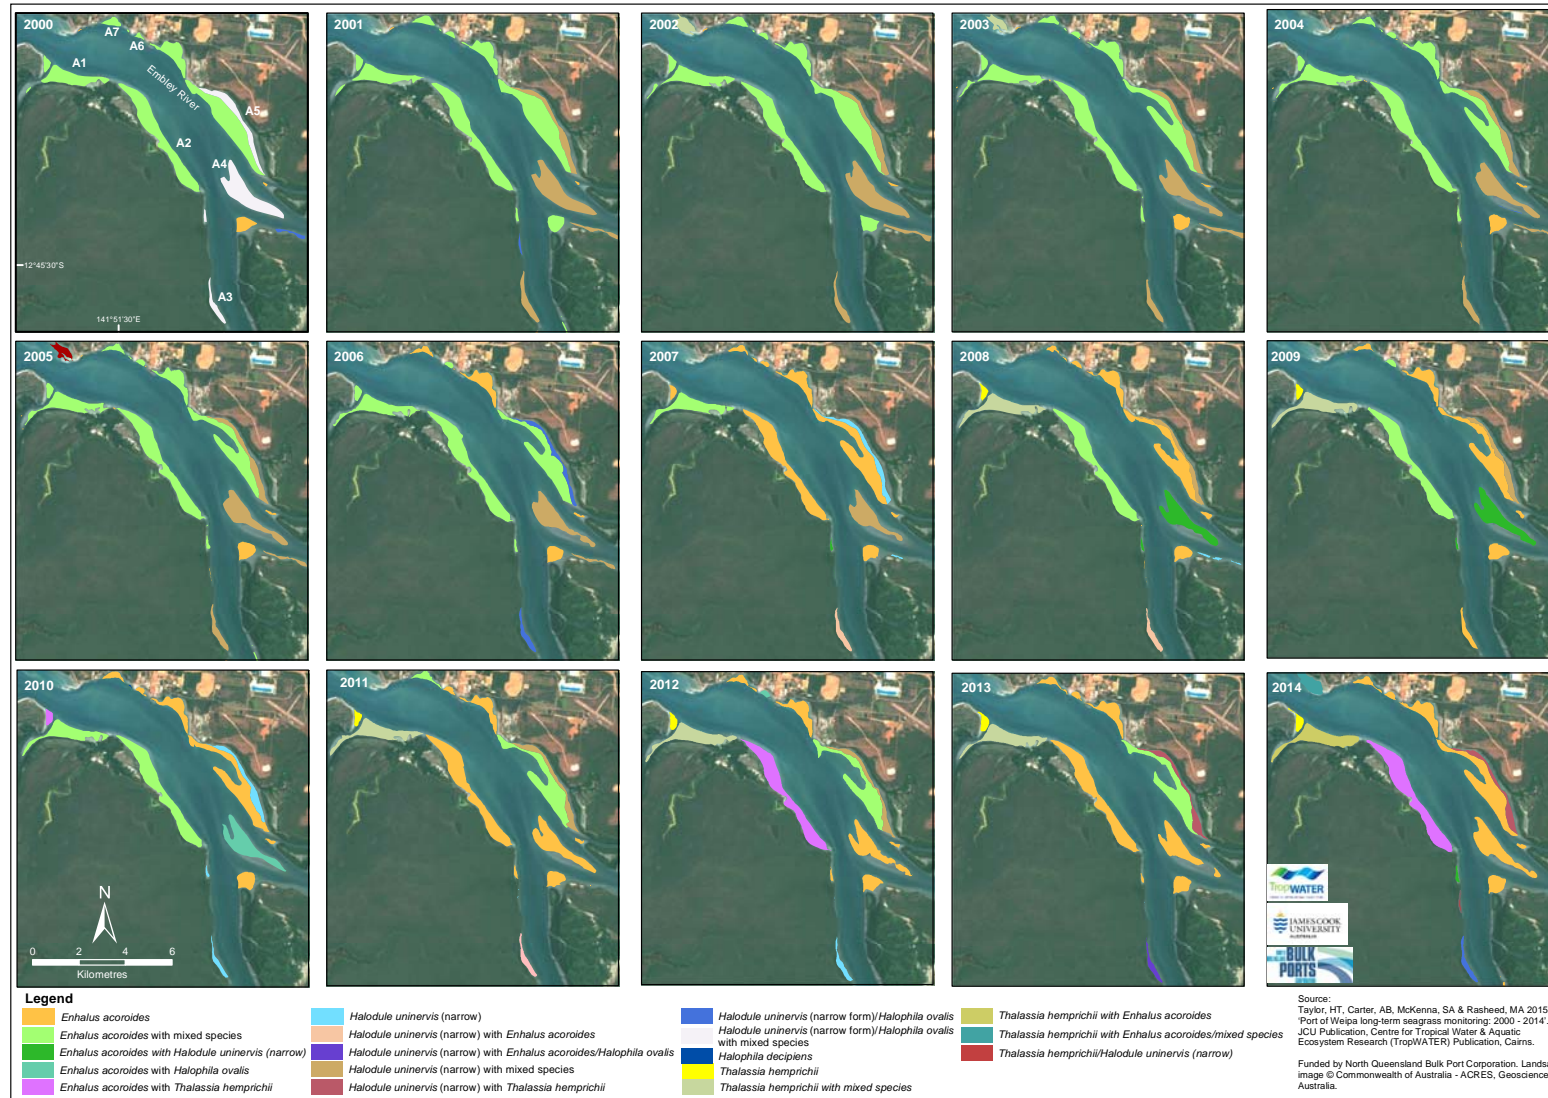 2000
A7
A6
A1
Embley River
A5
A2
A4
12°45'30"S
A3
141°51'30"E
2001
2002
2003
2004
2005
2006
2007
2008
2009
2010
N
0 2 4 6
Kilometres
2011
2012
2013
2014
TropWATER
JAMES COOK
UNIVERSITY
AUSTRALIA
BULK
PORTS
Legend
Enhalus acoroides
Enhalus acoroides with mixed species
Enhalus acoroides with Halodule uninervis (narrow)
Enhalus acoroides with Halophila ovalis
Enhalus acoroides with Thalassia hemprichii
Halodule uninervis (narrow)
Halodule uninervis (narrow) with Enhalus acoroides
Halodule uninervis (narrow) with Enhalus acoroides/Halophila ovalis
Halodule uninervis (narrow) with mixed species
Halodule uninervis (narrow) with Thalassia hemprichii
Halodule uninervis (narrow form)/Halophila ovalis
Halodule uninervis (narrow form)/Halophila ovalis
with mixed species
Halophila decipiens
Thalassia hemprichii
Thalassia hemprichii with mixed species
Thalassia hemprichii with Enhalus acoroides
Thalassia hemprichii with Enhalus acoroides/mixed species
Thalassia hemprichii/Halodule uninervis (narrow)
Source:
Taylor, HT, Carter, AB, McKenna, SA & Rasheed, MA 2015
'Port of Weipa long-term seagrass monitoring: 2000 - 2014'.
JCU Publication, Centre for Tropical Water & Aquatic
Ecosystem Research (TropWATER) Publication, Cairns.
Funded by North Queensland Bulk Port Corporation. Landsa
image © Commonwealth of Australia - ACRES, Geoscience
Australia.